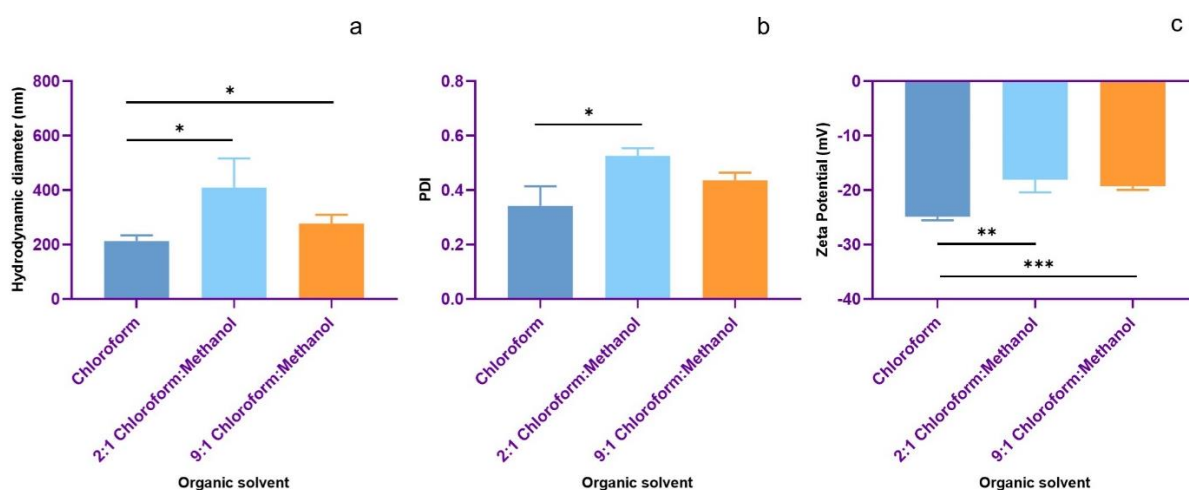 a
Hydrodynamic diameter (nm)
800
600
400
200
0
*
*
Chloroform
2:1 Chloroform:Methanol
9:1 Chloroform:Methanol
Organic solvent
b
PDI
0.8
0.6
0.4
0.2
0.0
*
Chloroform
2:1 Chloroform:Methanol
9:1 Chloroform:Methanol
Organic solvent
c
Zeta Potential (mV)
0
-10
-20
-30
-40
**
***
Chloroform
2:1 Chloroform:Methanol
9:1 Chloroform:Methanol
Organic solvent